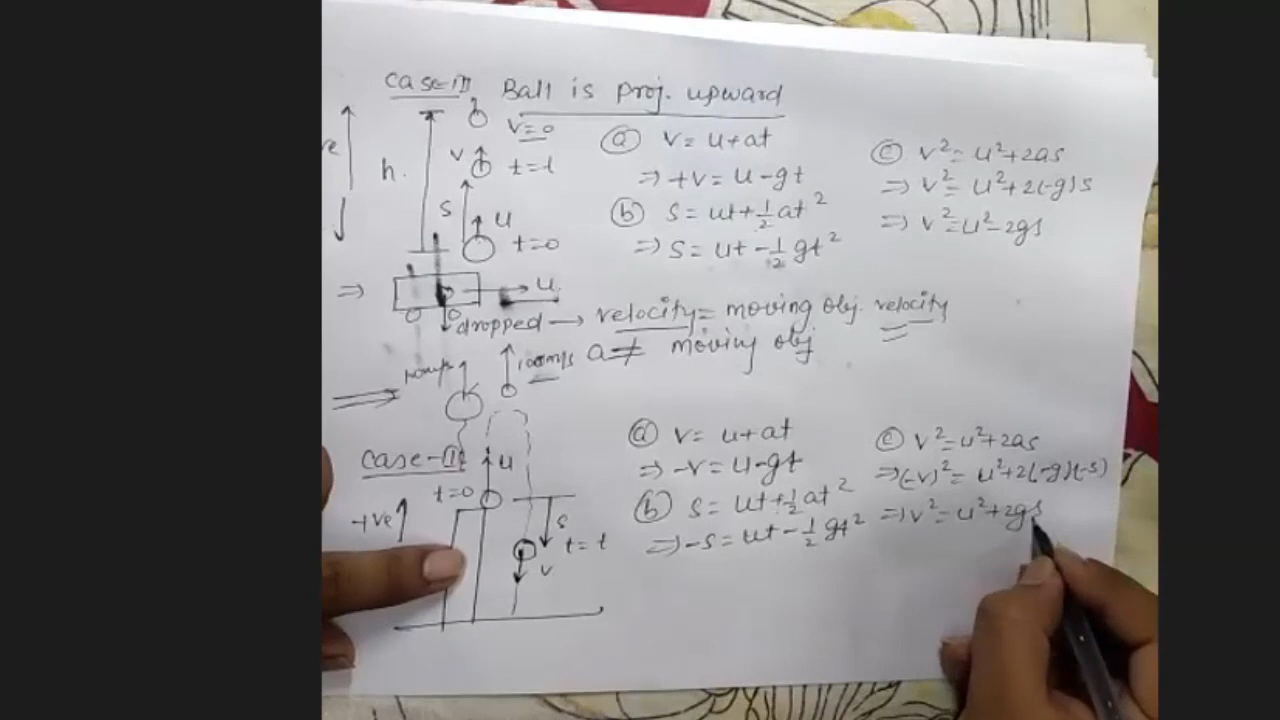 Case-III Ball is proj. upward
v=0
h.
v t=t
s
u
t=0
(a) v= u+at
=> +v= u-gt
(b) s= ut+½at²
=> s= ut-½gt²
(c) v²= u²+2as
=> v²= u²+2(-g)s
=> v²=u²-2gs
=> u
dropped → velocity= moving obj. velocity
a≠ moving obj
10m/s
Case-III
u
t=0
+ve
s
t=t
v
(a) v= u+at
=> -v= u-gt
(b) s= ut+½at²
=> -s= ut-½gt²
(c) v²=u²+2as
=>(-v)²= u²+2(-g)(-s)
=> v²=u²+2gs